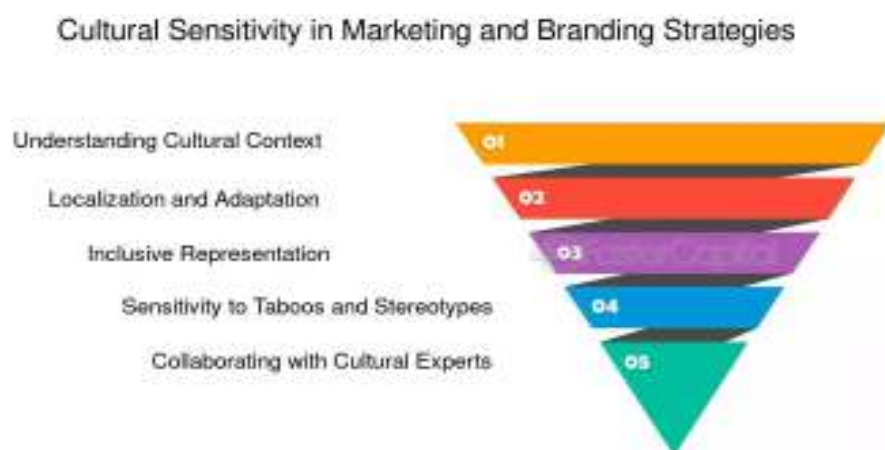 Cultural Sensitivity in Marketing and Branding Strategies
Understanding Cultural Context
01
Localization and Adaptation
02
Inclusive Representation
03
Sensitivity to Taboos and Stereotypes
04
Collaborating with Cultural Experts
05